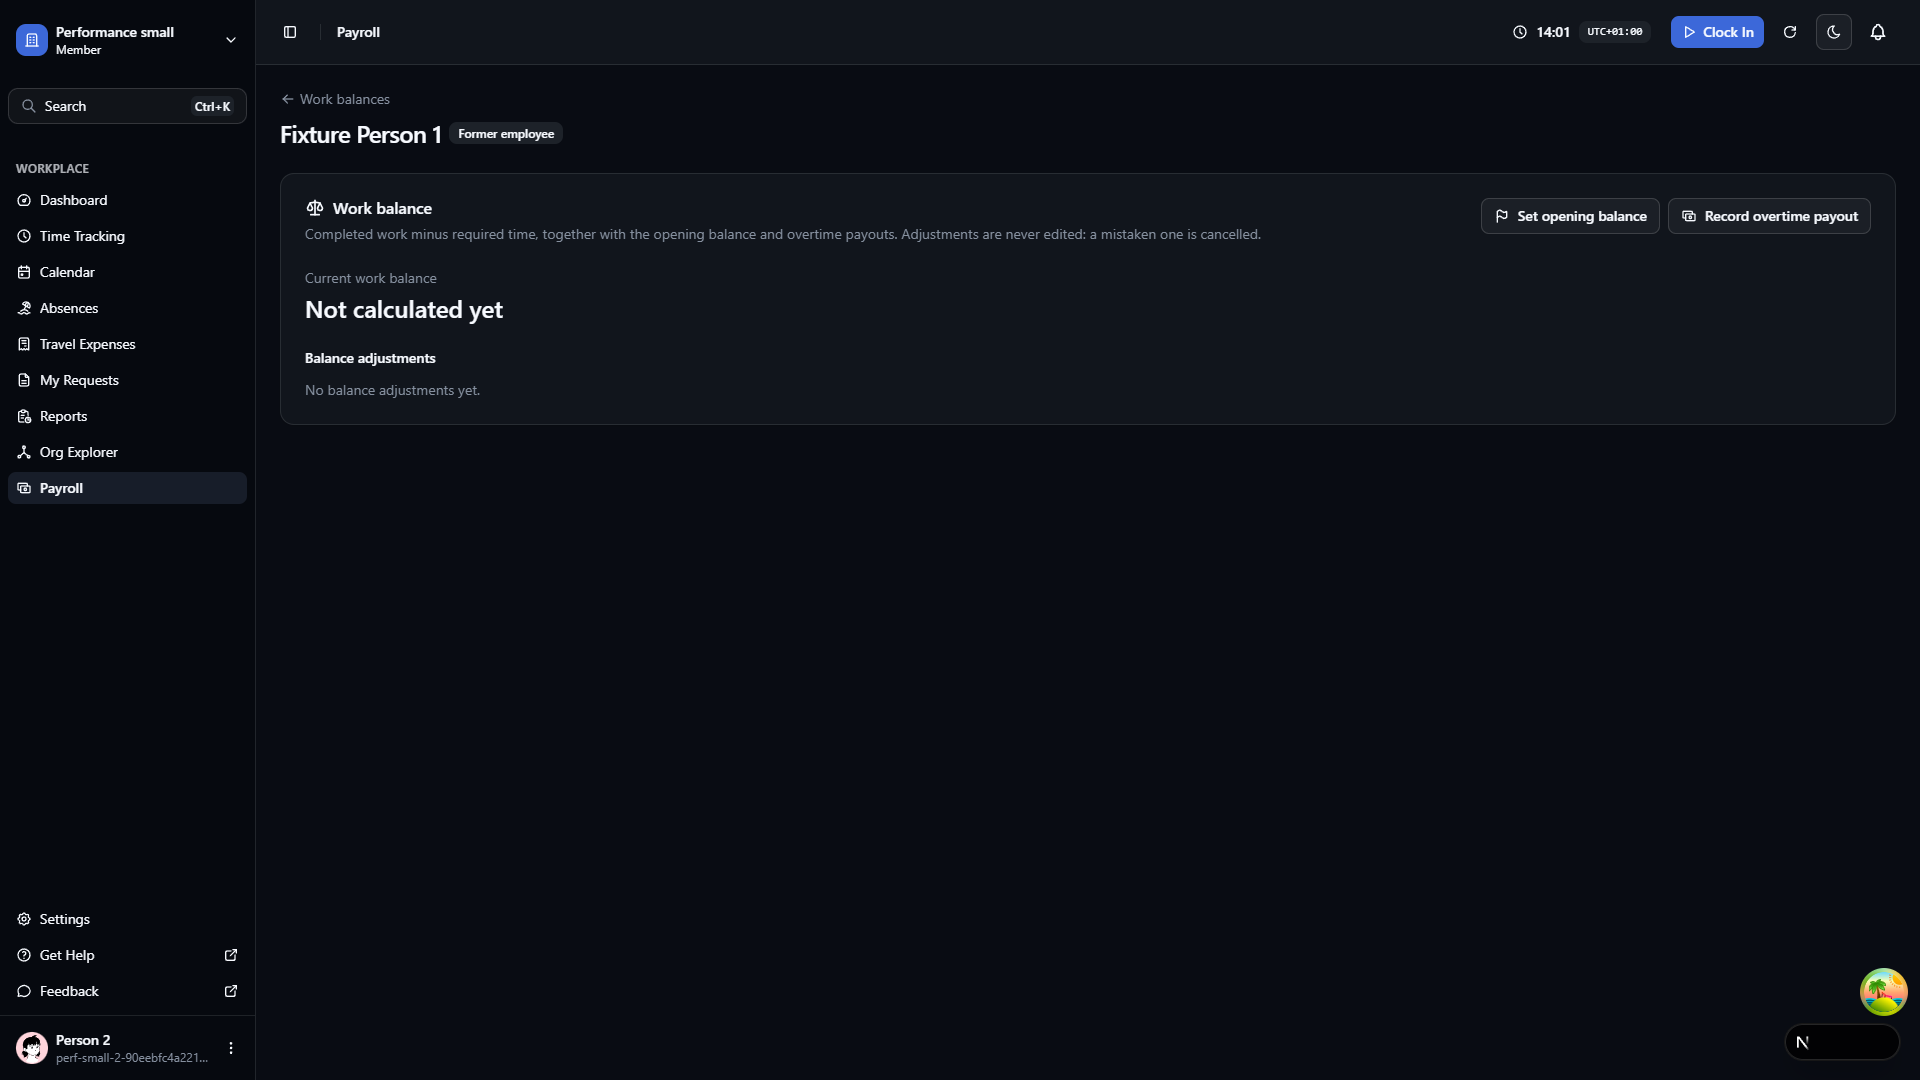 Performance small
Member
Search
Ctrl+K
WORKPLACE
Dashboard
Time Tracking
Calendar
Absences
Travel Expenses
My Requests
Reports
Org Explorer
Payroll
Settings
Get Help
Feedback
Person 2
perf-small-2-90eebfc4a221...
Payroll
14:01
UTC+01:00
Clock In
Work balances
Fixture Person 1
Former employee
Work balance
Completed work minus required time, together with the opening balance and overtime payouts. Adjustments are never edited: a mistaken one is cancelled.
Set opening balance
Record overtime payout
Current work balance
Not calculated yet
Balance adjustments
No balance adjustments yet.
N